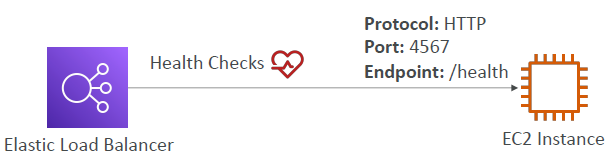 Protocol: HTTP
Port: 4567
Endpoint: /health
Health Checks
Elastic Load Balancer
EC2 Instance